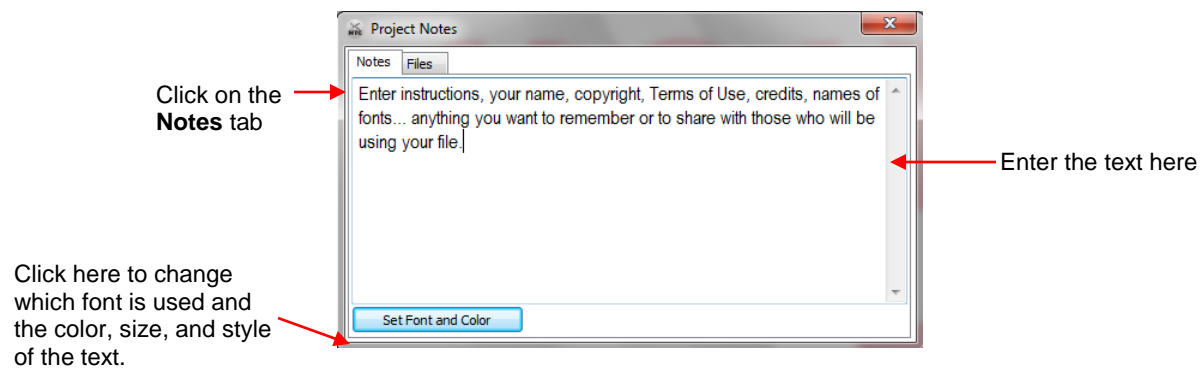 Project Notes
Notes Files
Click on the
Notes tab
Enter instructions, your name, copyright, Terms of Use, credits, names of
fonts... anything you want to remember or to share with those who will be
using your file.
Enter the text here
Click here to change
which font is used and
the color, size, and style
of the text.
Set Font and Color